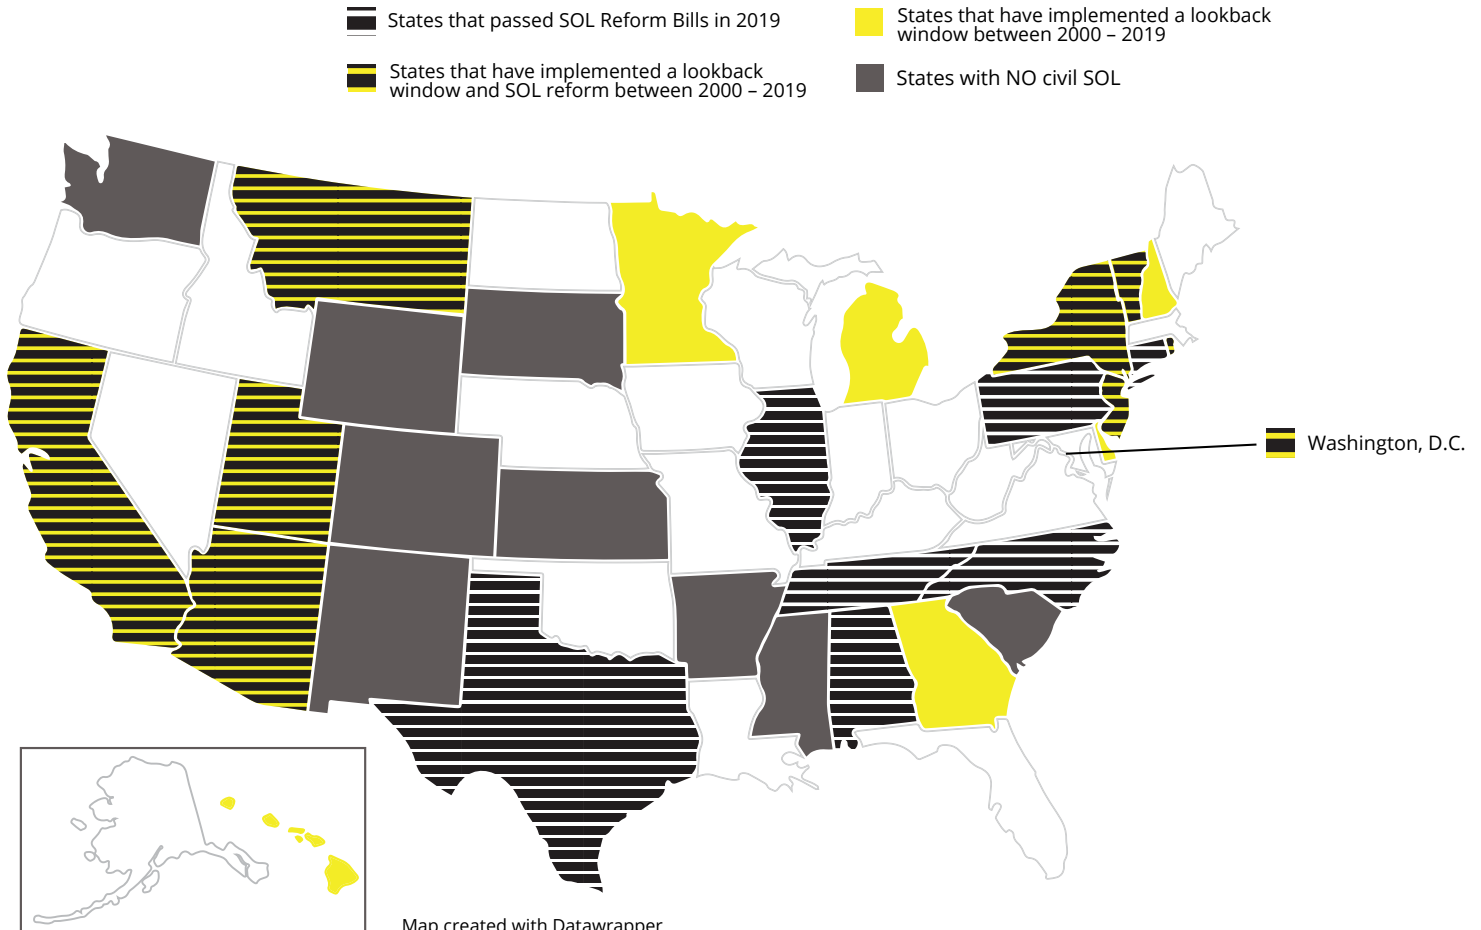 States that passed SOL Reform Bills in 2019
States that have implemented a lookback
window between 2000 – 2019
States that have implemented a lookback
window and SOL reform between 2000 – 2019
States with NO civil SOL
Washington, D.C.
Map created with Datawrapper